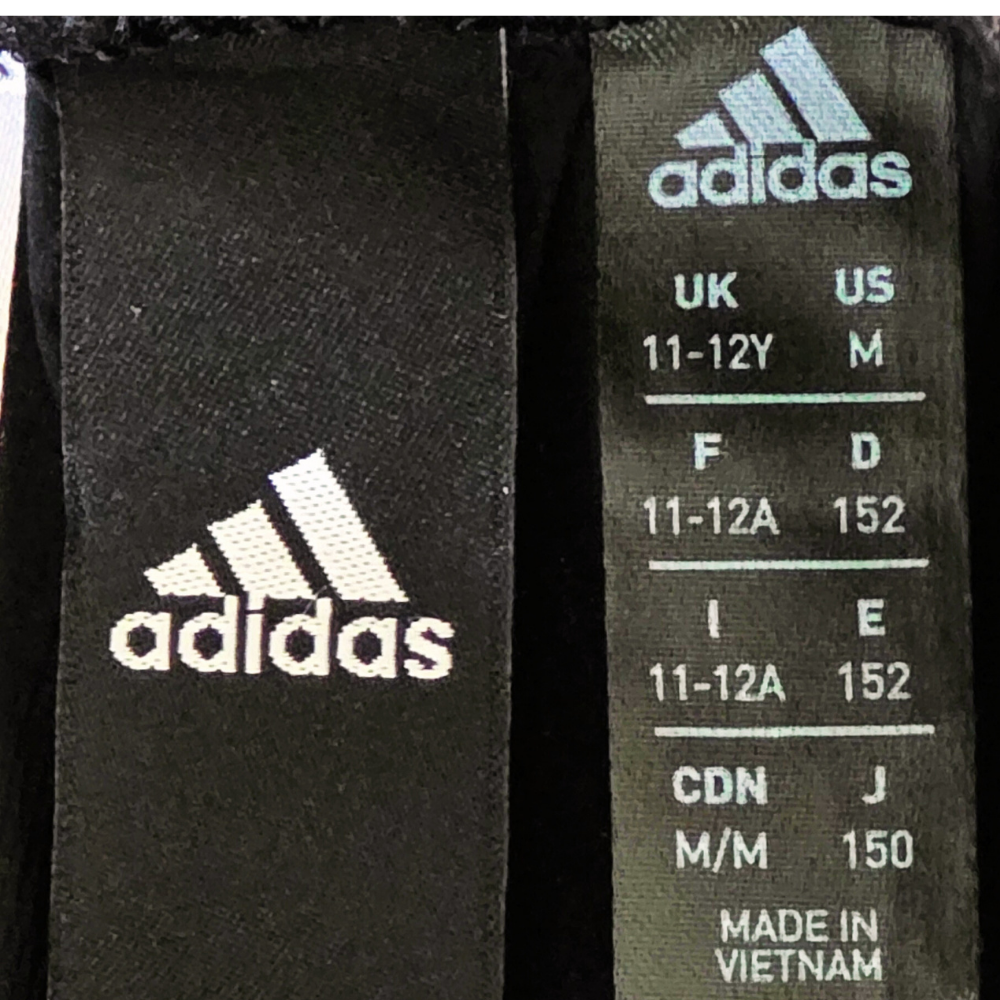 adidas
adidas
UK US
11-12Y M
F D
11-12A 152
I E
11-12A 152
CDN J
M/M 150
MADE IN
VIETNAM